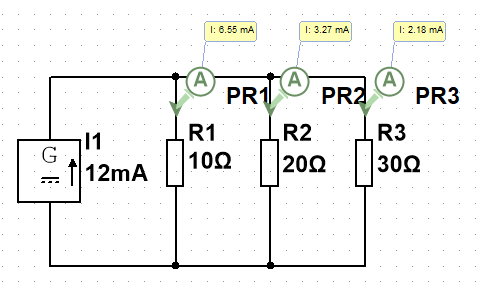 I: 6.55 mA
I: 3.27 mA
I: 2.18 mA
A
A
A
PR1
PR2
PR3
I1
G
12mA
R1
10Ω
R2
20Ω
R3
30Ω